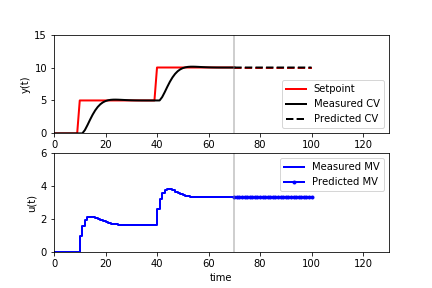 15
10
5
0
y(t)
Setpoint
Measured CV
Predicted CV
0 20 40 60 80 100 120
6
4
2
0
u(t)
Measured MV
Predicted MV
0 20 40 60 80 100 120
time